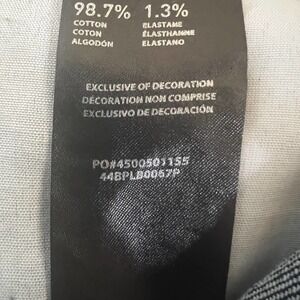 98.7% 1.3%
COTTON ELASTANE
COTON ÉLASTHANNE
ALGODÓN ELASTANO
EXCLUSIVE OF DECORATION
DÉCORATION NON COMPRISE
EXCLUSIVO DE DECORACIÓN
PO#4500501155
44BPLB0067P